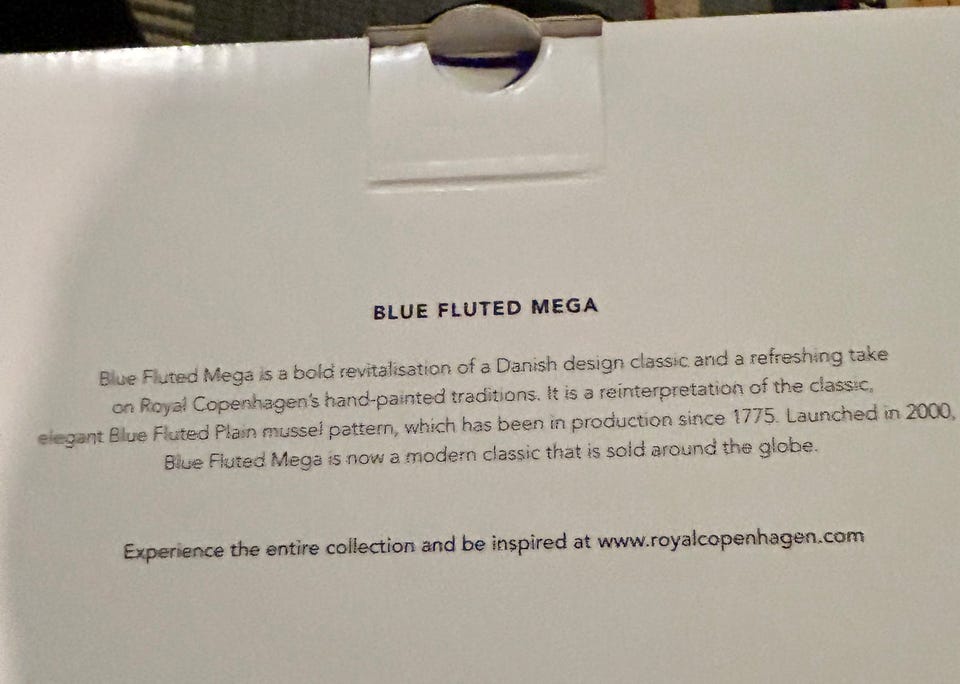 BLUE FLUTED MEGA
Blue Fluted Mega is a bold revitalisation of a Danish design classic and a refreshing take
on Royal Copenhagen's hand-painted traditions. It is a reinterpretation of the classic,
elegant Blue Fluted Plain mussel pattern, which has been in production since 1775. Launched in 2000,
Blue Fluted Mega is now a modern classic that is sold around the globe.
Experience the entire collection and be inspired at www.royalcopenhagen.com